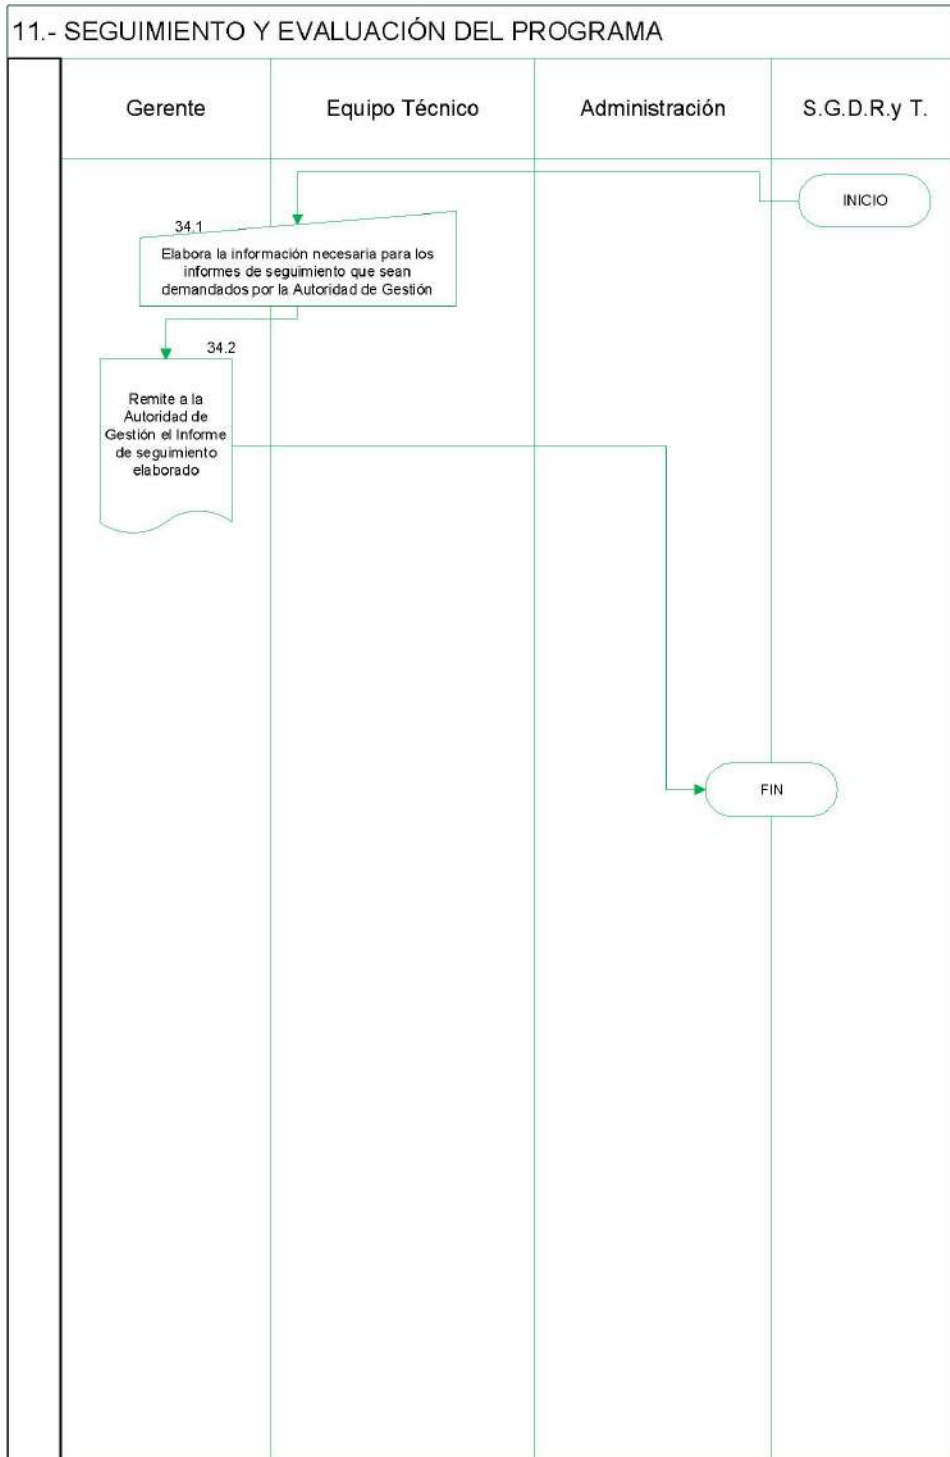 11.- SEGUIMIENTO Y EVALUACIÓN DEL PROGRAMA
Gerente
Equipo Técnico
Administración
S.G.D.R.y T.
INICIO
34.1
Elabora la información necesaria para los
informes de seguimiento que sean
demandados por la Autoridad de Gestión
34.2
Remite a la
Autoridad de
Gestión el Informe
de seguimiento
elaborado
FIN